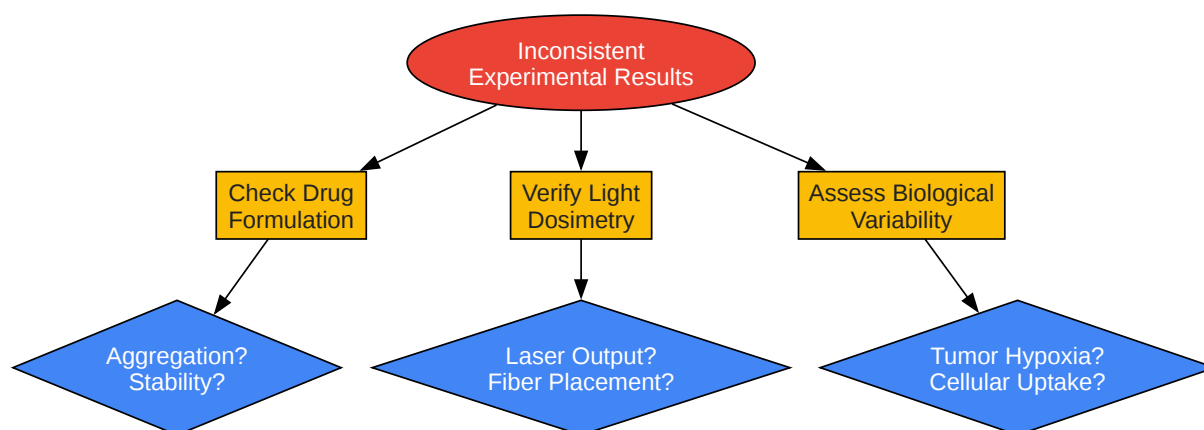 Inconsistent
Experimental Results
Check Drug
Formulation
Verify Light
Dosimetry
Assess Biological
Variability
Aggregation?
Stability?
Laser Output?
Fiber Placement?
Tumor Hypoxia?
Cellular Uptake?